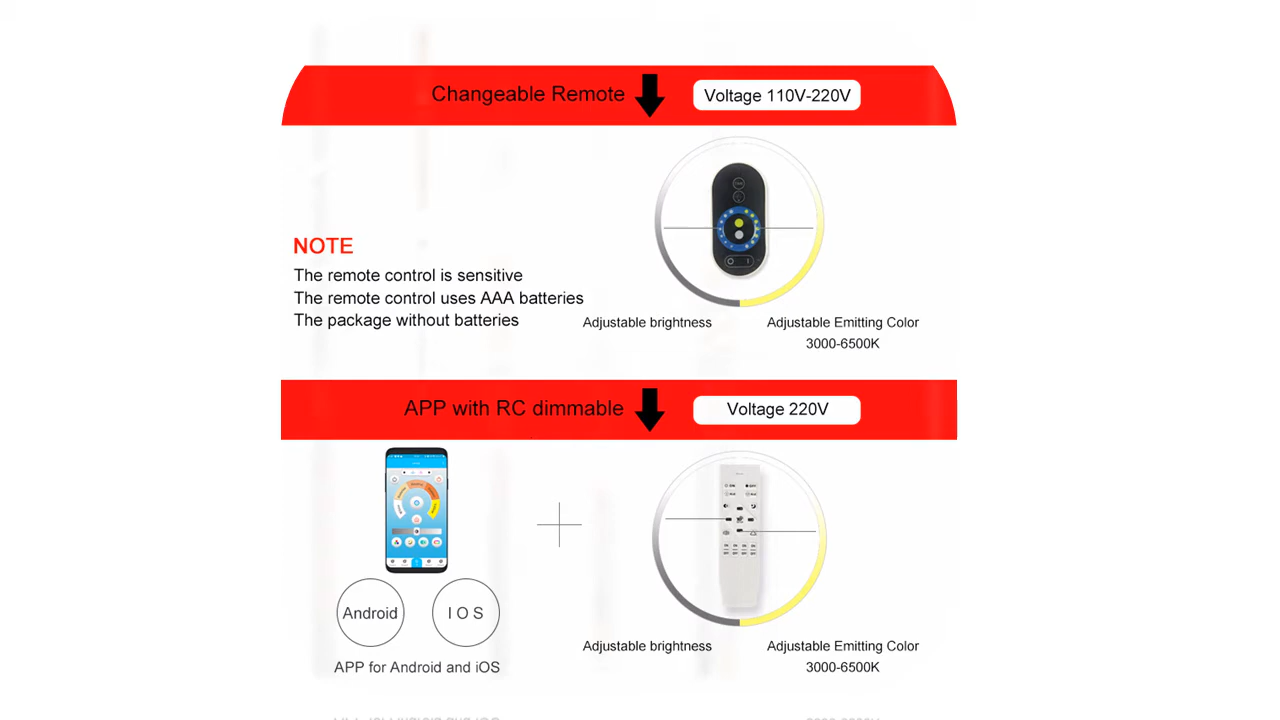 Changeable Remote
Voltage 110V-220V
NOTE
The remote control is sensitive
The remote control uses AAA batteries
The package without batteries
Adjustable brightness
Adjustable Emitting Color
3000-6500K
APP with RC dimmable
Voltage 220V
Android
I O S
APP for Android and iOS
Adjustable brightness
Adjustable Emitting Color
3000-6500K